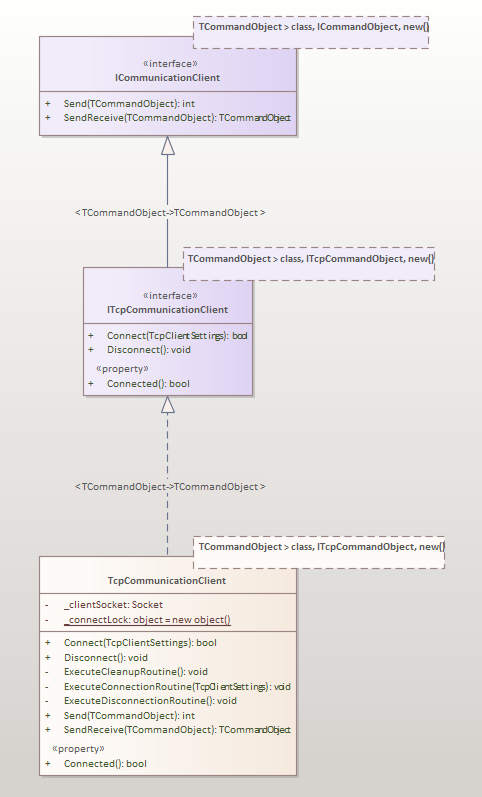 TCommandObject > class, ICommandObject, new()
«interface»
ICommunicationClient
+ Send(TCommandObject): int
+ SendReceive(TCommandObject): TCommandObject
< TCommandObject->TCommandObject >
TCommandObject > class, ITcpCommandObject, new()
«interface»
ITcpCommunicationClient
+ Connect(TcpClientSettings): bool
+ Disconnect(): void
«property»
+ Connected(): bool
< TCommandObject->TCommandObject >
TCommandObject > class, ITcpCommandObject, new()
TcpCommunicationClient
- _clientSocket: Socket
- _connectLock: object = new object()
+ Connect(TcpClientSettings): bool
+ Disconnect(): void
- ExecuteCleanupRoutine(): void
- ExecuteConnectionRoutine(TcpClientSettings): void
- ExecuteDisconnectionRoutine(): void
+ Send(TCommandObject): int
+ SendReceive(TCommandObject): TCommandObject
«property»
+ Connected(): bool